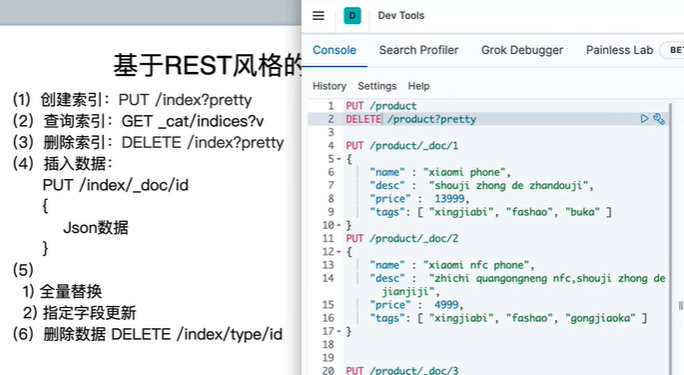 基于REST风格的
(1) 创建索引：PUT /index?pretty
(2) 查询索引：GET _cat/indices?v
(3) 删除索引：DELETE /index?pretty
(4) 插入数据：
PUT /index/_doc/id
{
Json数据
}
(5)
1) 全量替换
2) 指定字段更新
(6) 删除数据 DELETE /index/type/id
D Dev Tools
Console Search Profiler Grok Debugger Painless Lab BET
History Settings Help
1 PUT /product
2 DELETE /product?pretty
3
4 PUT /product/_doc/1
5 {
6 "name" : "xiaomi phone",
7 "desc" : "shouji zhong de zhandouji",
8 "price" : 13999,
9 "tags": [ "xingjiabi", "fashao", "buka" ]
10 }
11 PUT /product/_doc/2
12 {
13 "name" : "xiaomi nfc phone",
14 "desc" : "zhichi quangongneng nfc,shouji zhong de
jianjiji",
15 "price" : 4999,
16 "tags": [ "xingjiabi", "fashao", "gongjiaoka" ]
17 }
18
19
20 PUT /product/_doc/3